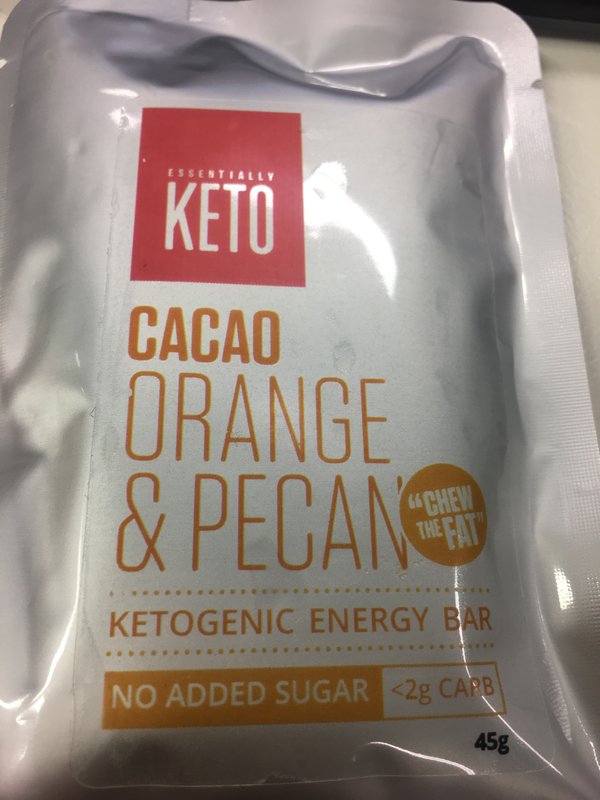 ESSENTIALLY
KETO
CACAO
ORANGE
& PECAN
"CHEW
THE FAT"
KETOGENIC ENERGY BAR
NO ADDED SUGAR <2g CARB
45g